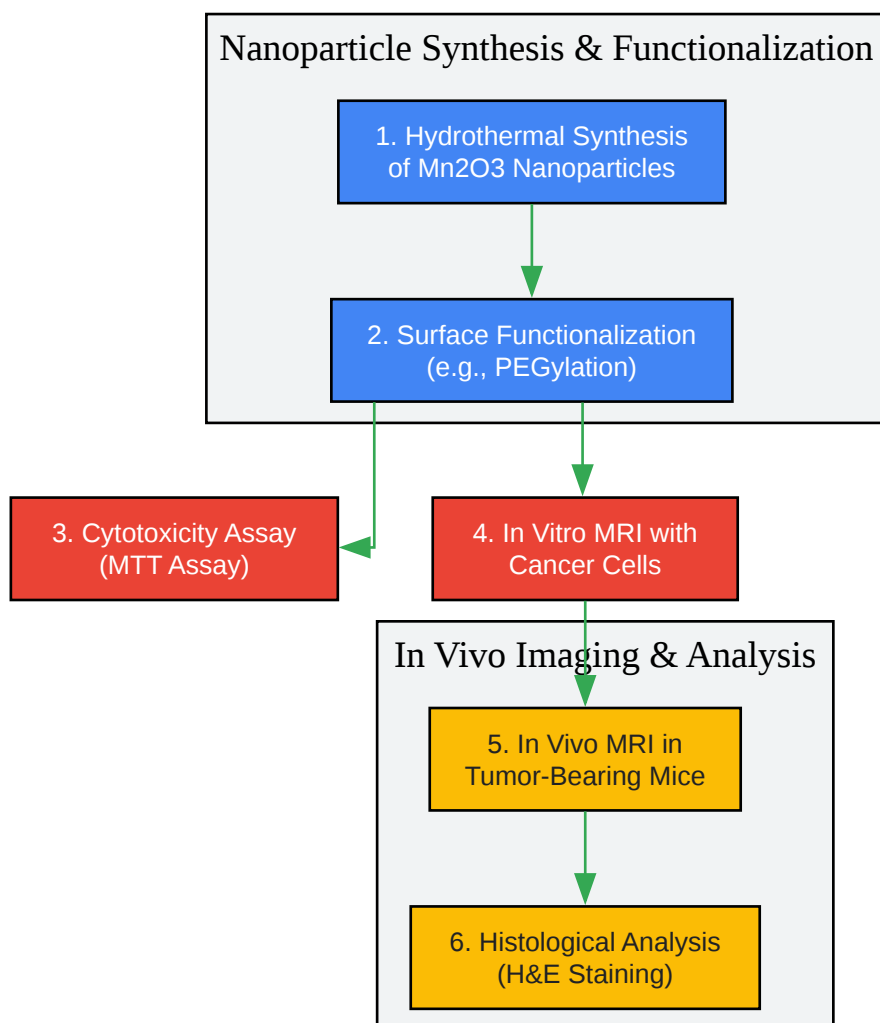 Nanoparticle Synthesis & Functionalization
1. Hydrothermal Synthesis
of Mn2O3 Nanoparticles
2. Surface Functionalization
(e.g., PEGylation)
3. Cytotoxicity Assay
(MTT Assay)
4. In Vitro MRI with
Cancer Cells
In Vivo Imaging & Analysis
5. In Vivo MRI in
Tumor-Bearing Mice
6. Histological Analysis
(H&E Staining)